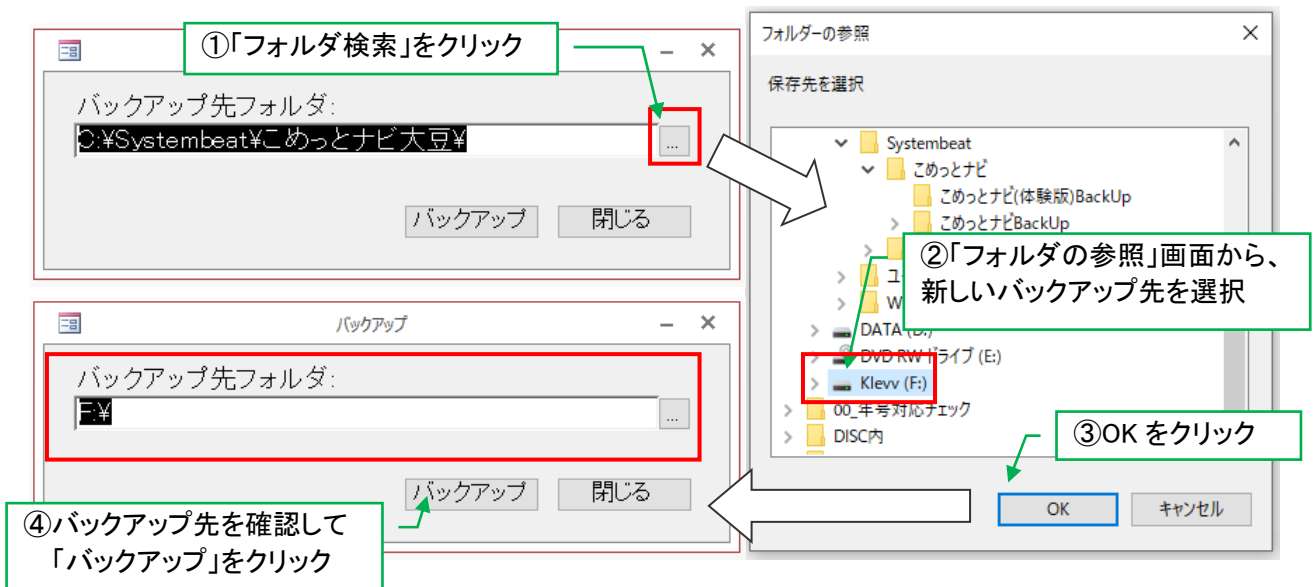 ①「フォルダ検索」をクリック
バックアップ先フォルダ:
C:¥Systembeat¥こめっとナビ大豆¥
...
バックアップ
閉じる
フォルダーの参照
保存先を選択
Systembeat
こめっとナビ
こめっとナビ(体験版)BackUp
こめっとナビBackUp
②「フォルダの参照」画面から、
新しいバックアップ先を選択
ユ
W
DATA (D:)
DVD RW ドライブ (E:)
Klevv (F:)
00_年号対応チェック
DISC内
③OK をクリック
OK
キャンセル
バックアップ
バックアップ先フォルダ:
F:¥
...
バックアップ
閉じる
④バックアップ先を確認して
「バックアップ」をクリック